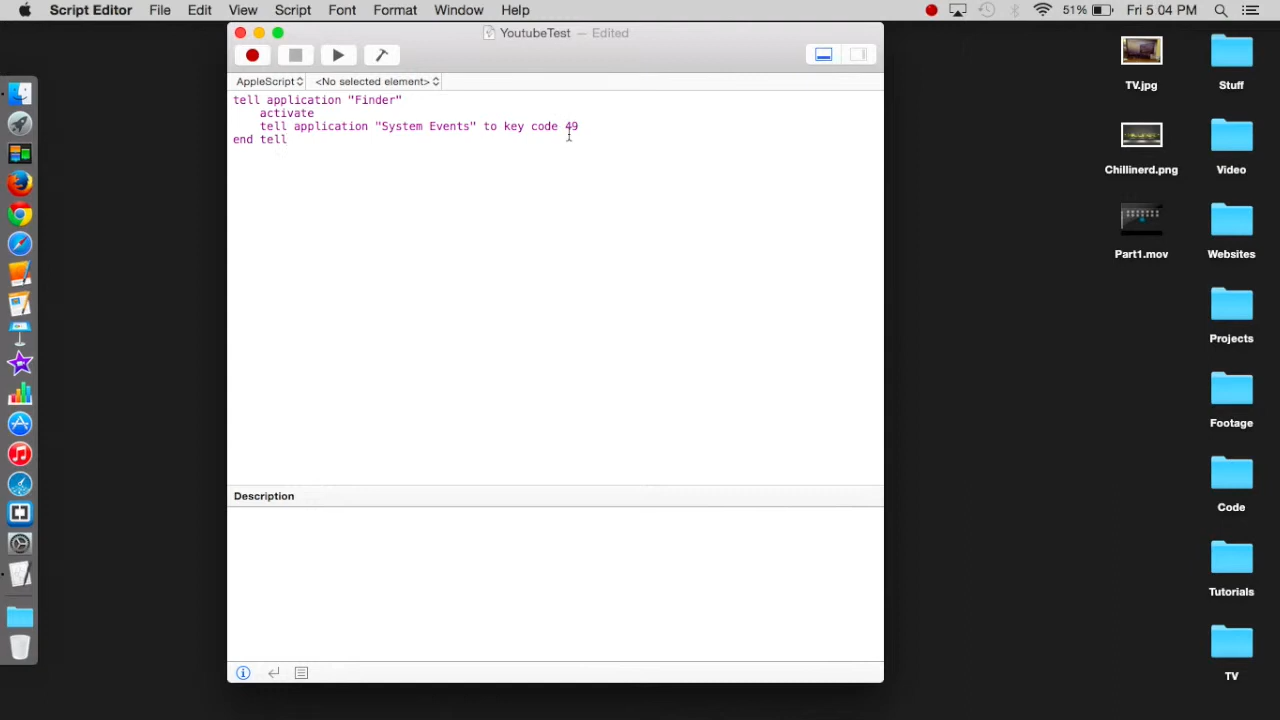 Script Editor File Edit View Script Font Format Window Help 51% Fri 5:04 PM
YoutubeTest — Edited
AppleScript <No selected element>
tell application "Finder"
activate
tell application "System Events" to key code 49
end tell
Description
TV.jpg
Stuff
Chillinerd.png
Video
Part1.mov
Websites
Projects
Footage
Code
Tutorials
TV